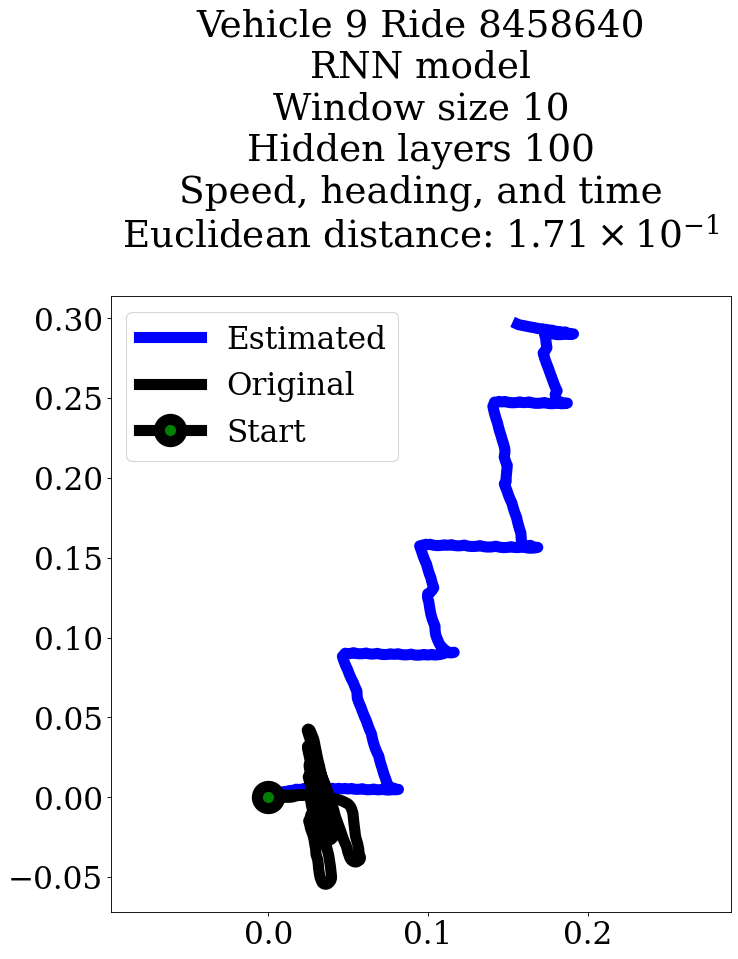 Vehicle 9 Ride 8458640
RNN model
Window size 10
Hidden layers 100
Speed, heading, and time
Euclidean distance: 1.71 × 10⁻¹
Estimated
Original
Start
0.30
0.25
0.20
0.15
0.10
0.05
0.00
−0.05
0.0 0.1 0.2